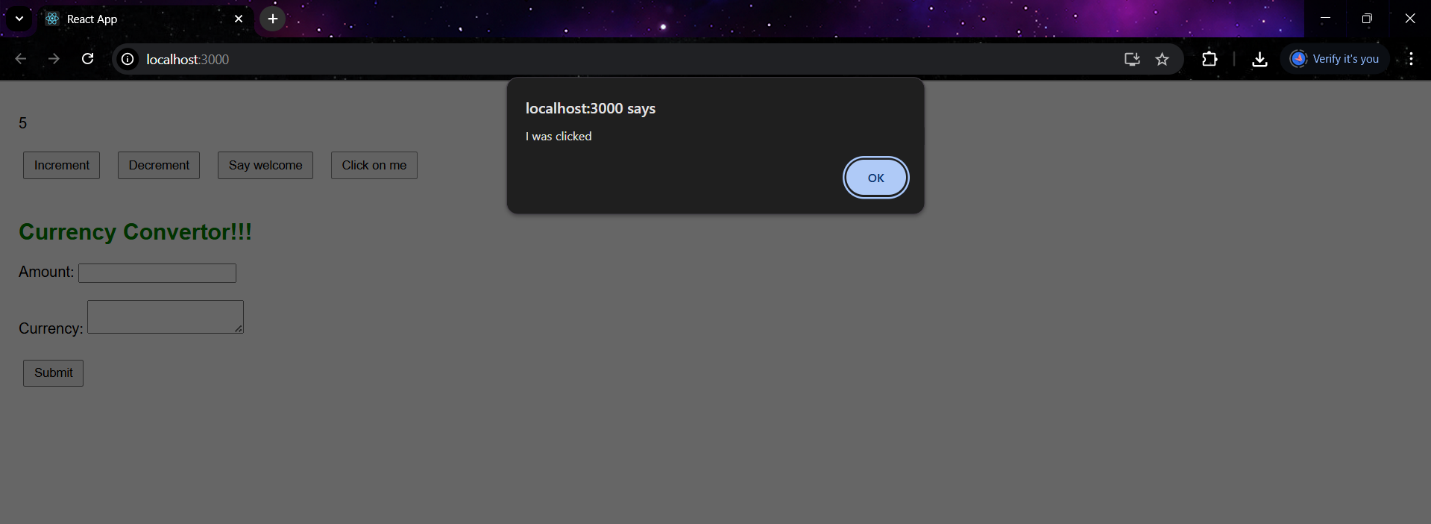 React App
localhost:3000
Verify it's you
localhost:3000 says
I was clicked
OK
5
Increment Decrement Say welcome Click on me
Currency Convertor!!!
Amount:
Currency:
Submit